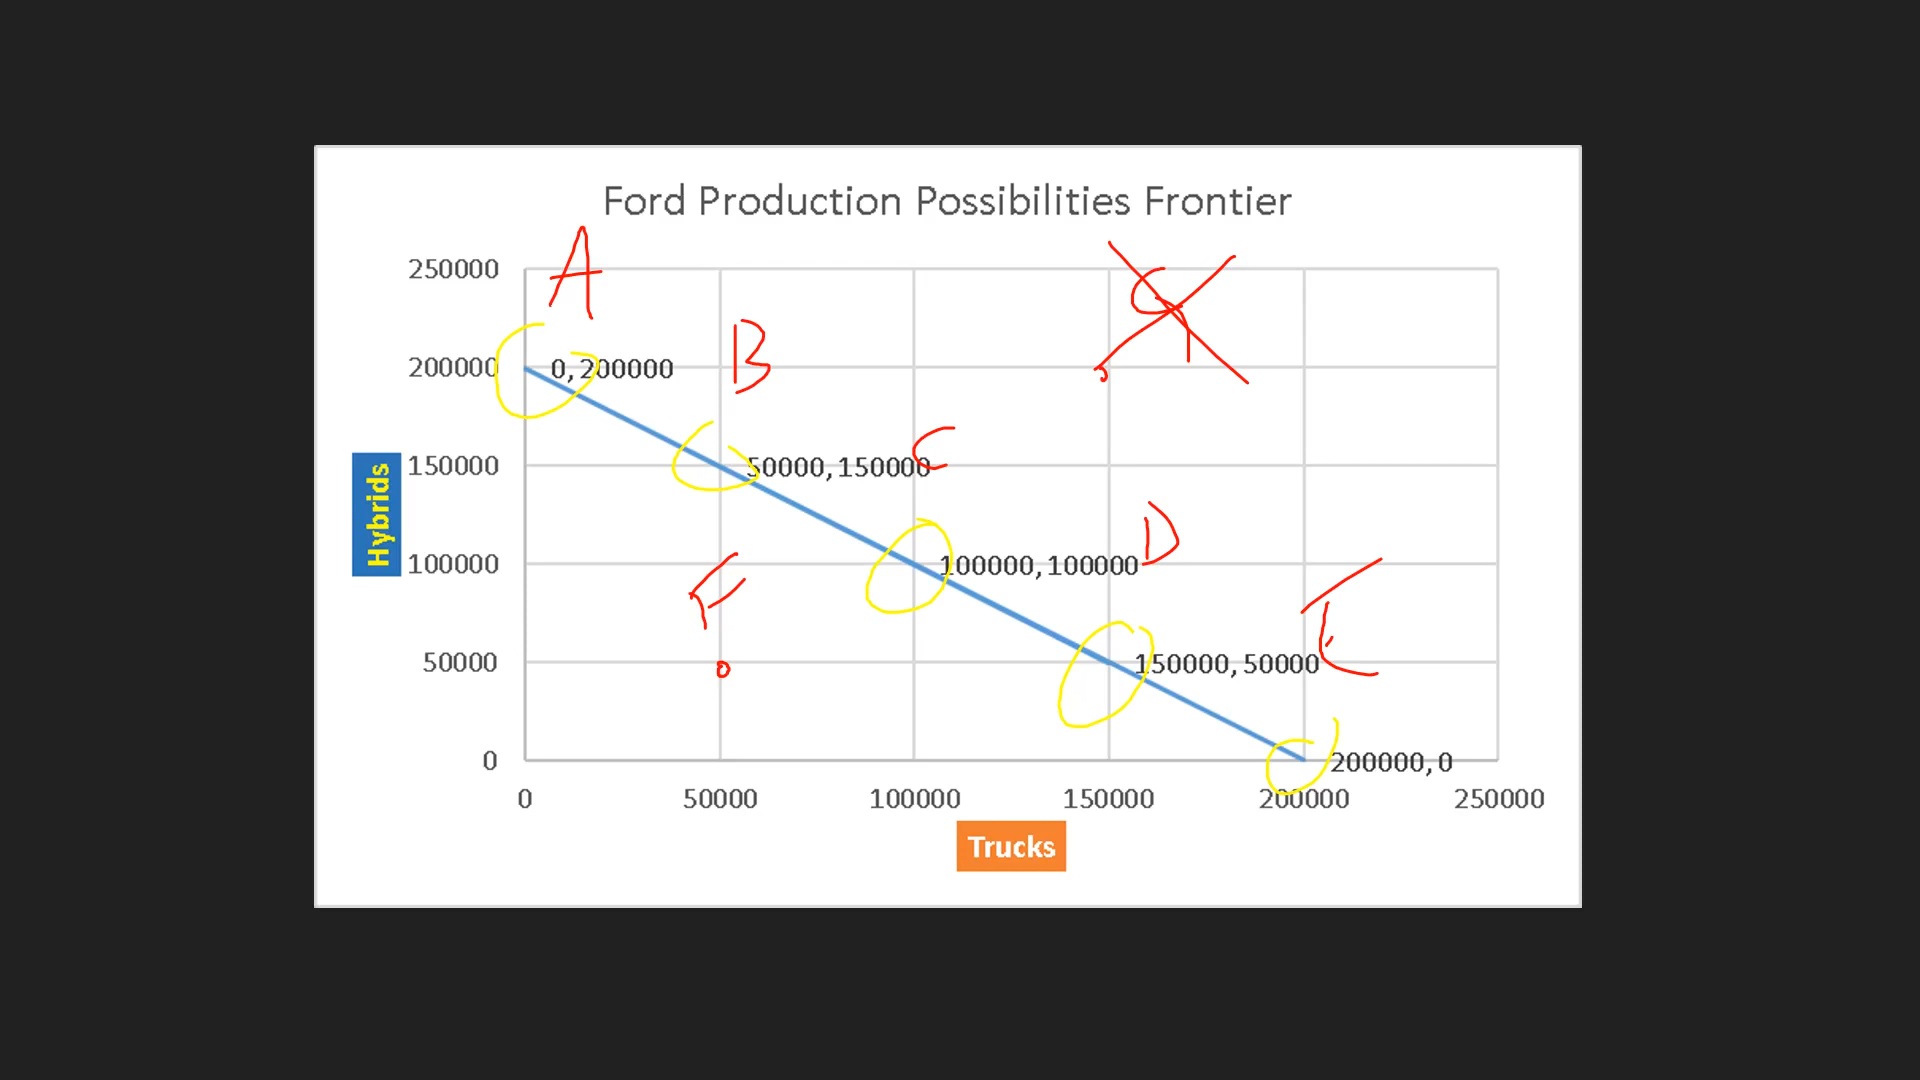 Ford Production Possibilities Frontier
250000
A
G
B
200000
0, 200000
C
150000
50000, 150000
D
Hybrids
100000
100000, 100000
F
E
50000
150000, 50000
0
200000, 0
0 50000 100000 150000 200000 250000
Trucks